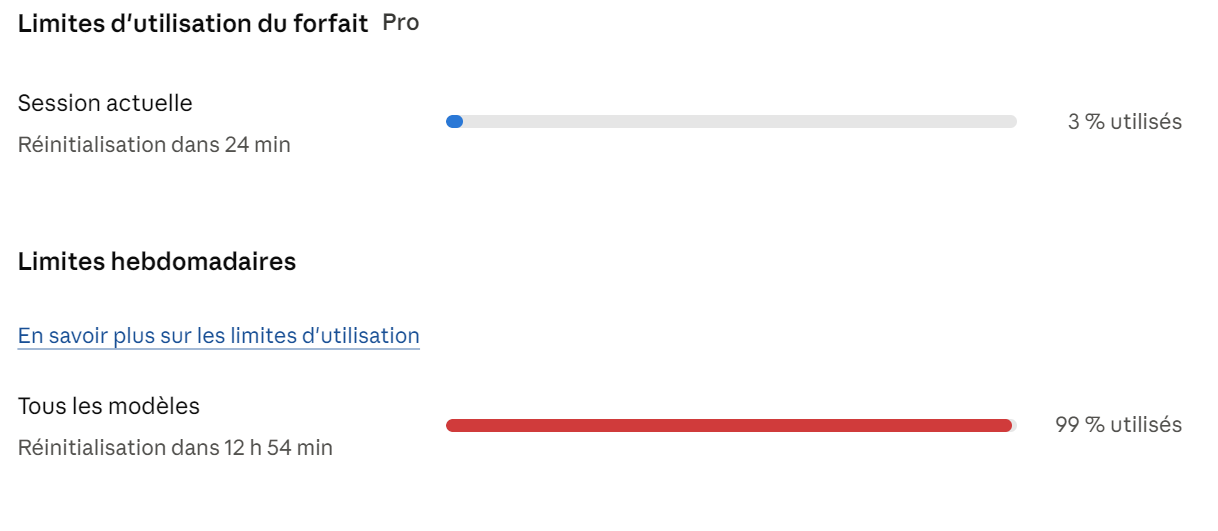 Limites d'utilisation du forfait Pro
Session actuelle
Réinitialisation dans 24 min
3 % utilisés
Limites hebdomadaires
En savoir plus sur les limites d'utilisation
Tous les modèles
Réinitialisation dans 12 h 54 min
99 % utilisés